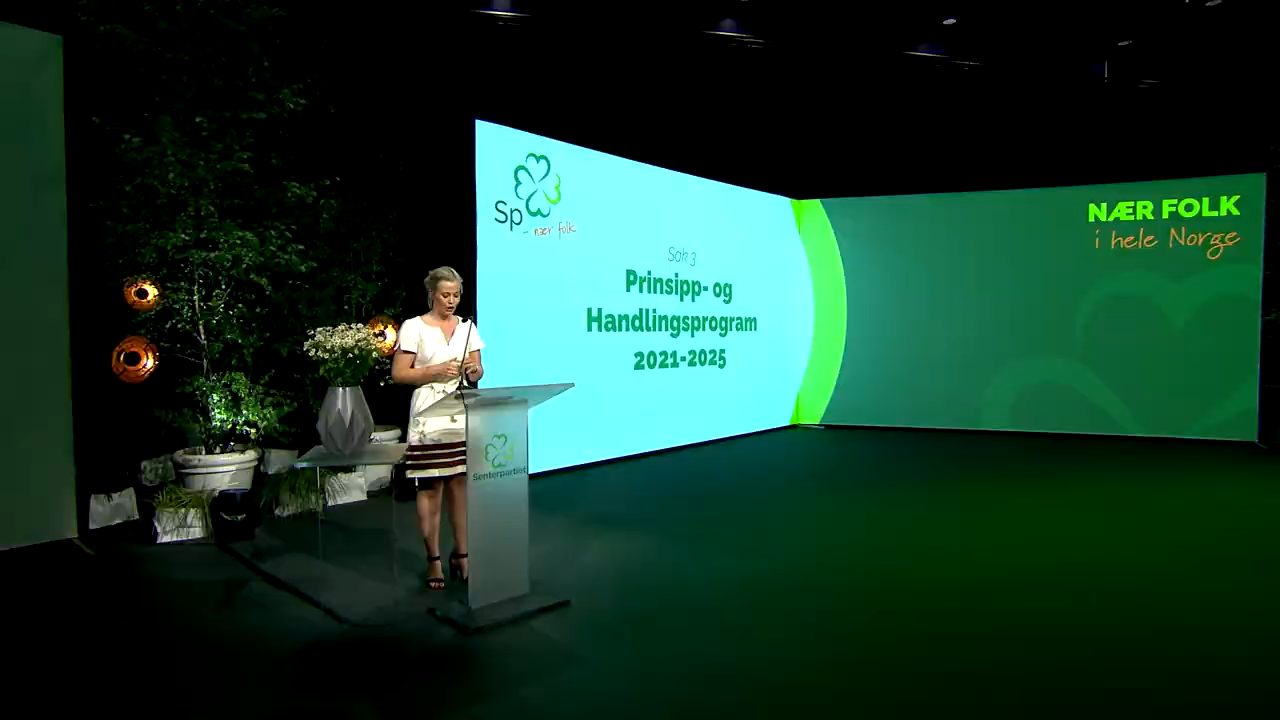 Sp
- nær folk
Sak 3
Prinsipp- og
Handlingsprogram
2021-2025
NÆR FOLK
i hele Norge
Senterpartiet